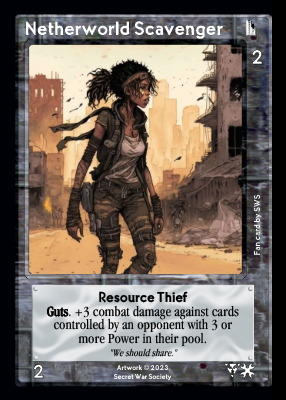 Netherworld Scavenger
2
Fan card by SWS
Resource Thief
Guts. +3 combat damage against cards
controlled by an opponent with 3 or
more Power in their pool.
"We should share."
2
Artwork © 2023
Secret War Society